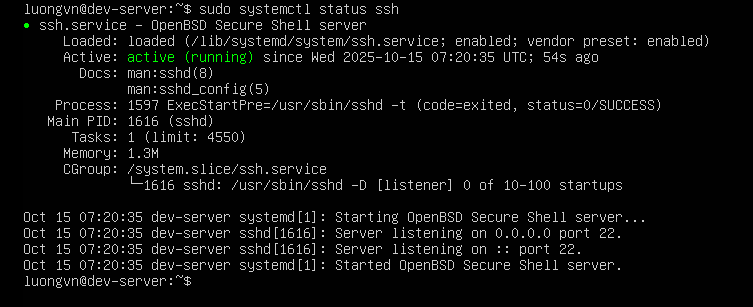 luongvn@dev-server:~$ sudo systemctl status ssh
● ssh.service - OpenBSD Secure Shell server
     Loaded: loaded (/lib/systemd/system/ssh.service; enabled; vendor preset: enabled)
     Active: active (running) since Wed 2025-10-15 07:20:35 UTC; 54s ago
       Docs: man:sshd(8)
             man:sshd_config(5)
    Process: 1597 ExecStartPre=/usr/sbin/sshd -t (code=exited, status=0/SUCCESS)
   Main PID: 1616 (sshd)
      Tasks: 1 (limit: 4550)
     Memory: 1.3M
     CGroup: /system.slice/ssh.service
             └─1616 sshd: /usr/sbin/sshd -D [listener] 0 of 10-100 startups

Oct 15 07:20:35 dev-server systemd[1]: Starting OpenBSD Secure Shell server...
Oct 15 07:20:35 dev-server sshd[1616]: Server listening on 0.0.0.0 port 22.
Oct 15 07:20:35 dev-server sshd[1616]: Server listening on :: port 22.
Oct 15 07:20:35 dev-server systemd[1]: Started OpenBSD Secure Shell server.
luongvn@dev-server:~$